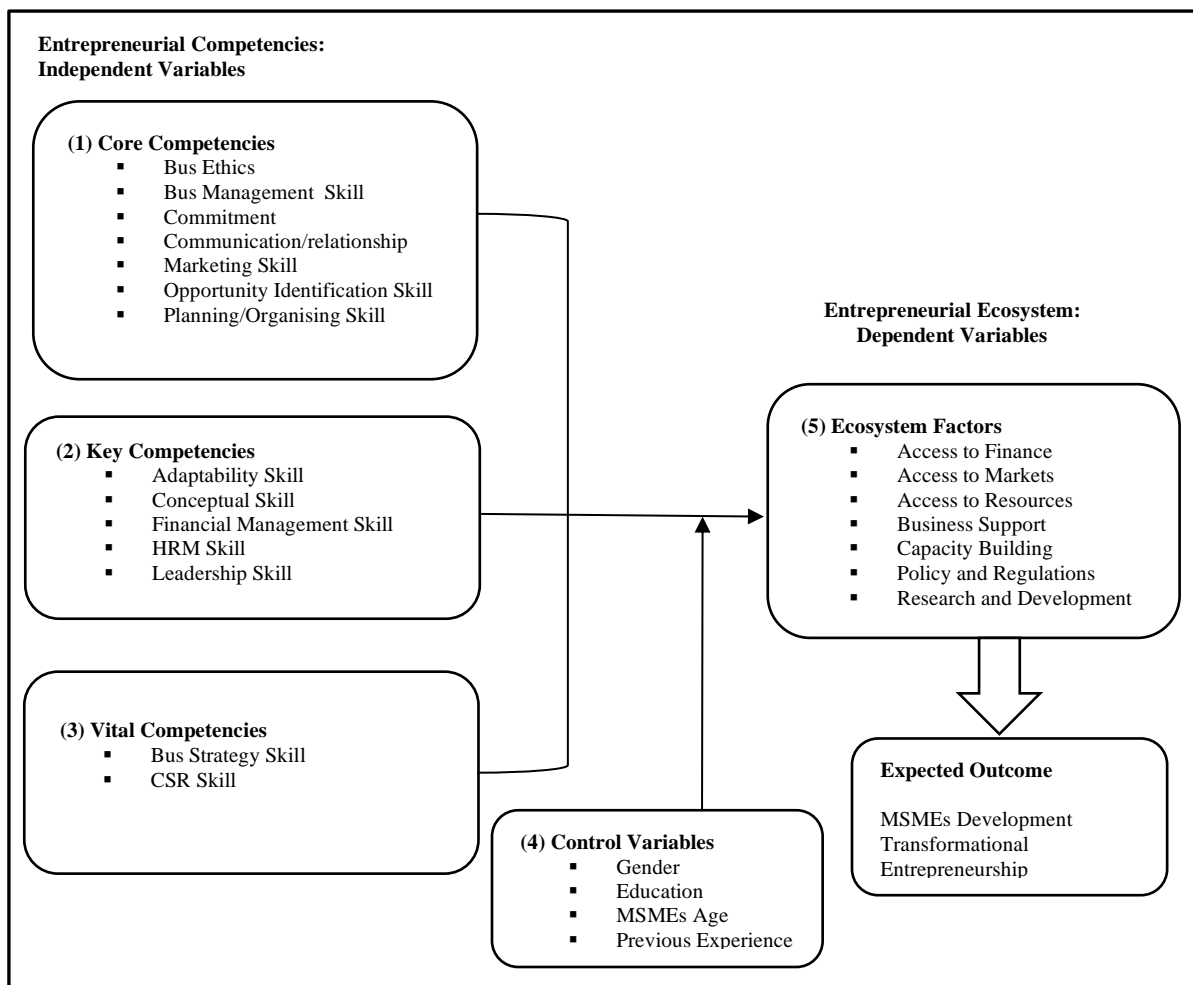 Entrepreneurial Competencies:
Independent Variables
(1) Core Competencies
▪ Bus Ethics
▪ Bus Management Skill
▪ Commitment
▪ Communication/relationship
▪ Marketing Skill
▪ Opportunity Identification Skill
▪ Planning/Organising Skill
(2) Key Competencies
▪ Adaptability Skill
▪ Conceptual Skill
▪ Financial Management Skill
▪ HRM Skill
▪ Leadership Skill
(3) Vital Competencies
▪ Bus Strategy Skill
▪ CSR Skill
(4) Control Variables
▪ Gender
▪ Education
▪ MSMEs Age
▪ Previous Experience
Entrepreneurial Ecosystem:
Dependent Variables
(5) Ecosystem Factors
▪ Access to Finance
▪ Access to Markets
▪ Access to Resources
▪ Business Support
▪ Capacity Building
▪ Policy and Regulations
▪ Research and Development
Expected Outcome
MSMEs Development
Transformational
Entrepreneurship